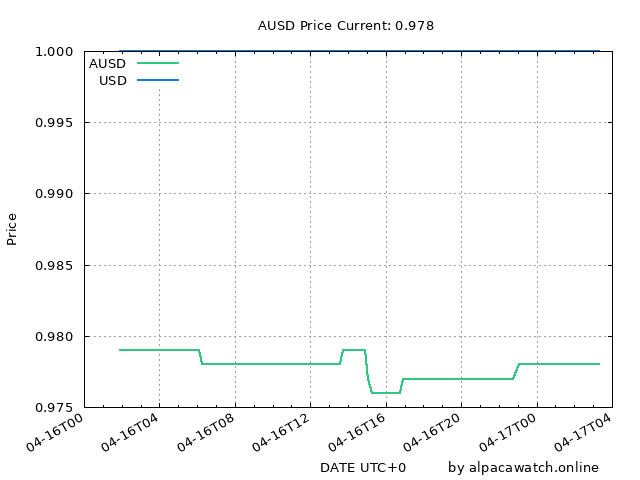 AUSD Price Current: 0.978
1.000
AUSD
USD
0.995
0.990
Price
0.985
0.980
0.975
04-16T00 04-16T04 04-16T08 04-16T12 04-16T16 04-16T20 04-17T00 04-17T04
DATE UTC+0 by alpacawatch.online